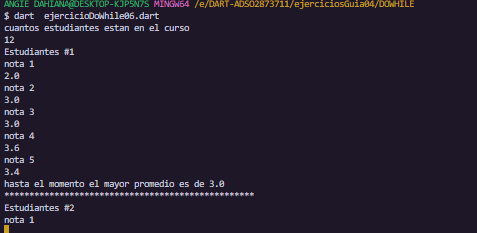 ANGIE DAHIANA@DESKTOP-KJP5N7S MINGW64 /e/DART-ADSO2873711/ejerciciosGuia04/DOWHILE
$ dart  ejercicioDoWhile06.dart
cuantos estudiantes estan en el curso
12
Estudiantes #1
nota 1
2.0
nota 2
3.0
nota 3
3.0
nota 4
3.6
nota 5
3.4
hasta el momento el mayor promedio es de 3.0
**************************************************
Estudiantes #2
nota 1